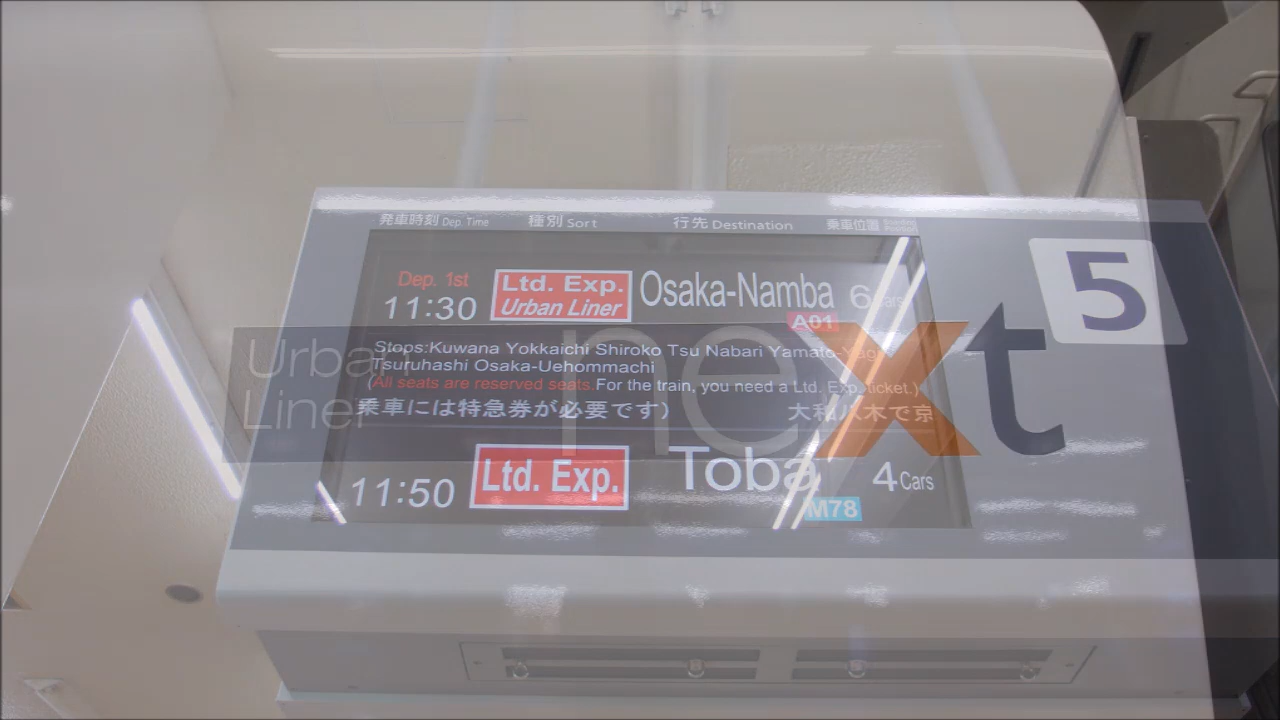 発車時刻 Dep. Time 種別 Sort 行先 Destination 乗車位置
5
Dep. 1st
11:30 Ltd. Exp. Urban Liner Osaka-Namba 6 Cars
A01
Stops:Kuwana Yokkaichi Shiroko Tsu Nabari Yamato-Yagi
Tsuruhashi Osaka-Uehommachi
(All seats are reserved seats.For the train, you need a Ltd. Exp. ticket.)
乗車には特急券が必要です) 大和八木で京
11:50 Ltd. Exp. Toba 4 Cars
M78
Urban
Liner
next